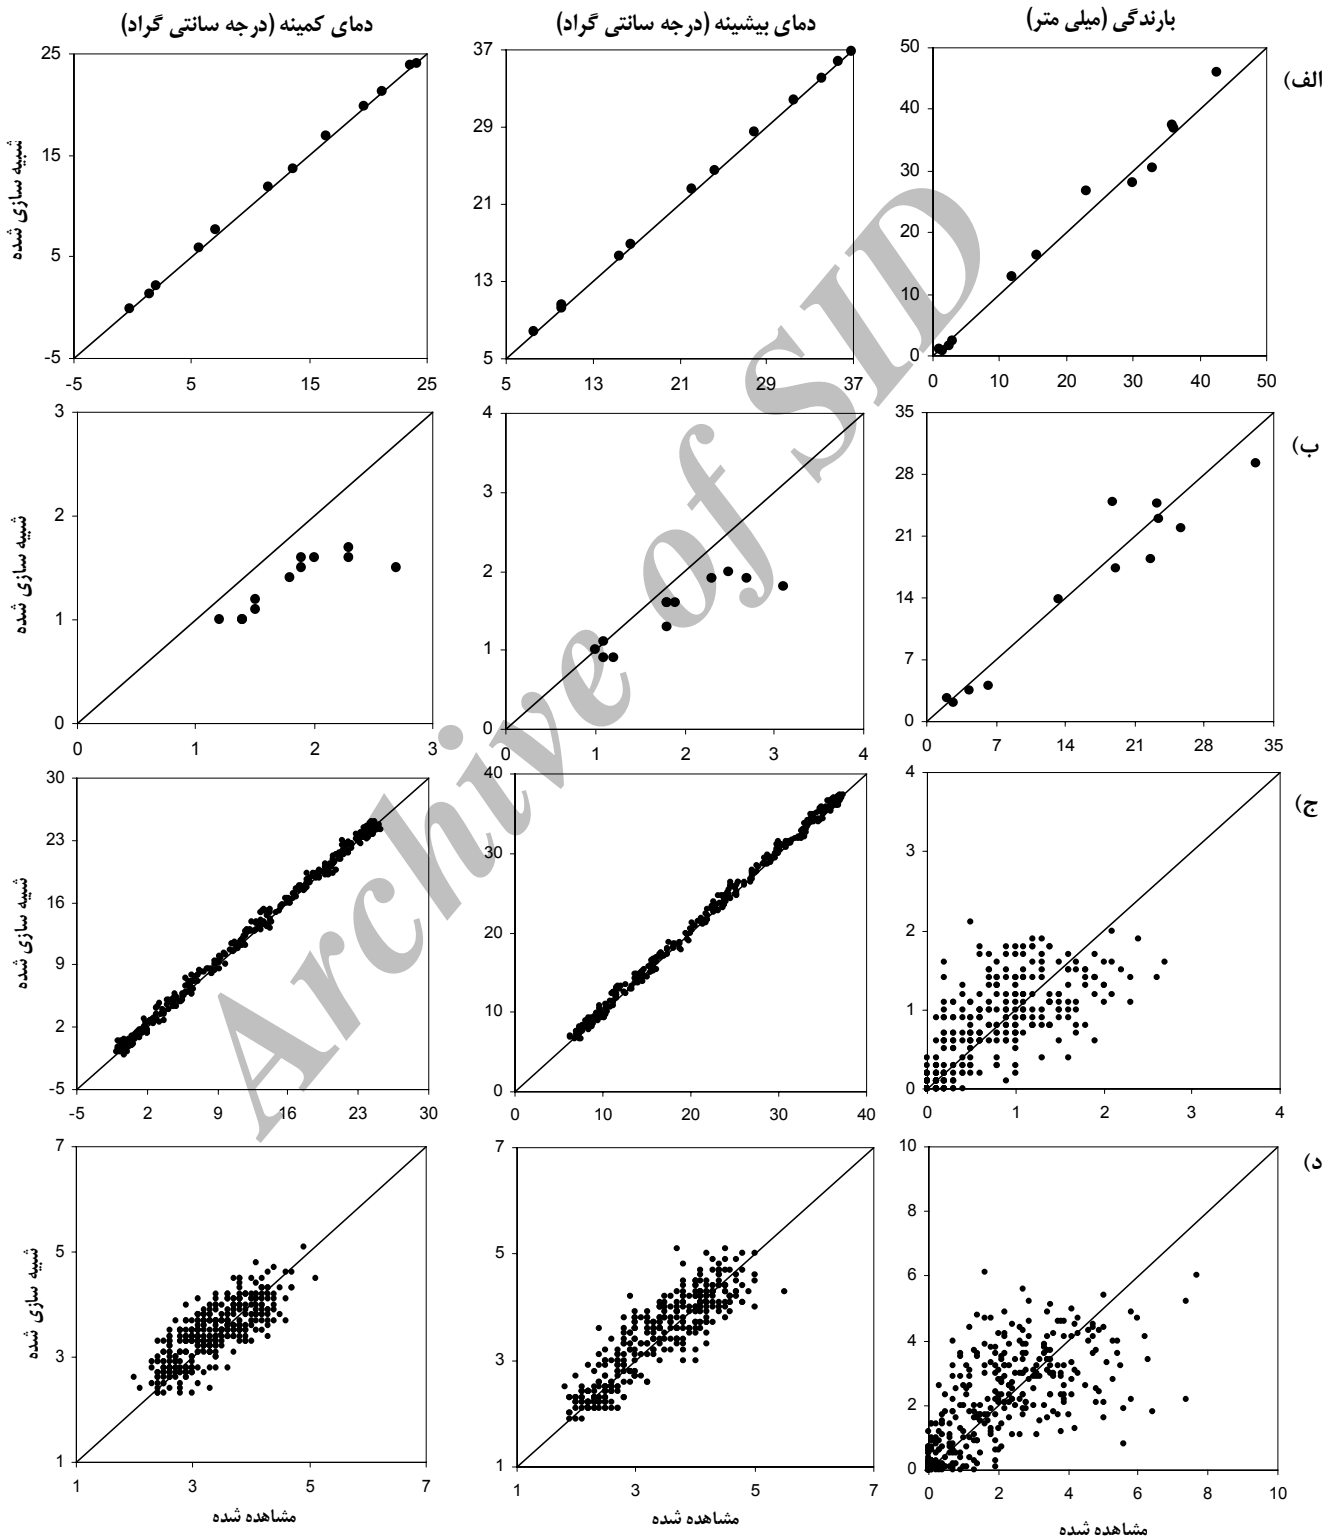 بارندگی (میلی متر)
دمای بیشینه (درجه سانتی گراد)
دمای کمینه (درجه سانتی گراد)
الف)
شبیه سازی شده
50
40
30
20
10
0
0 10 20 30 40 50
37
29
21
13
5
5 13 21 29 37
25
15
5
-5
-5 5 15 25
ب)
شبیه سازی شده
35
28
21
14
7
0
0 7 14 21 28 35
4
3
2
1
0
0 1 2 3 4
3
2
1
0
0 1 2 3
ج)
شبیه سازی شده
4
3
2
1
0
0 1 2 3 4
40
30
20
10
0
0 10 20 30 40
30
23
16
9
2
-5
-5 2 9 16 23 30
د)
شبیه سازی شده
10
8
6
4
2
0
0 2 4 6 8 10
7
5
3
1
1 3 5 7
7
5
3
1
1 3 5 7
مشاهده شده
مشاهده شده
مشاهده شده
Archive of SID